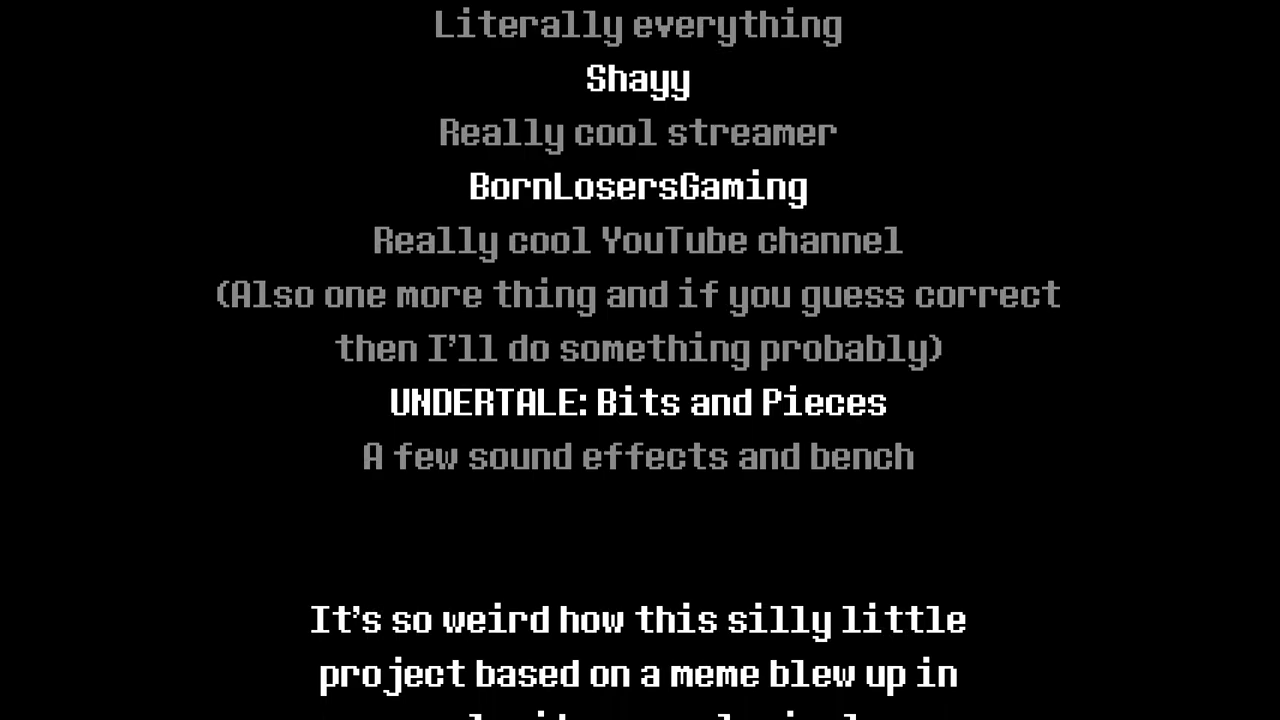 Literally everything
Shayy
Really cool streamer
BornLosersGaming
Really cool YouTube channel
(Also one more thing and if you guess correct
then I'll do something probably)
UNDERTALE: Bits and Pieces
A few sound effects and bench
It's so weird how this silly little
project based on a meme blew up in